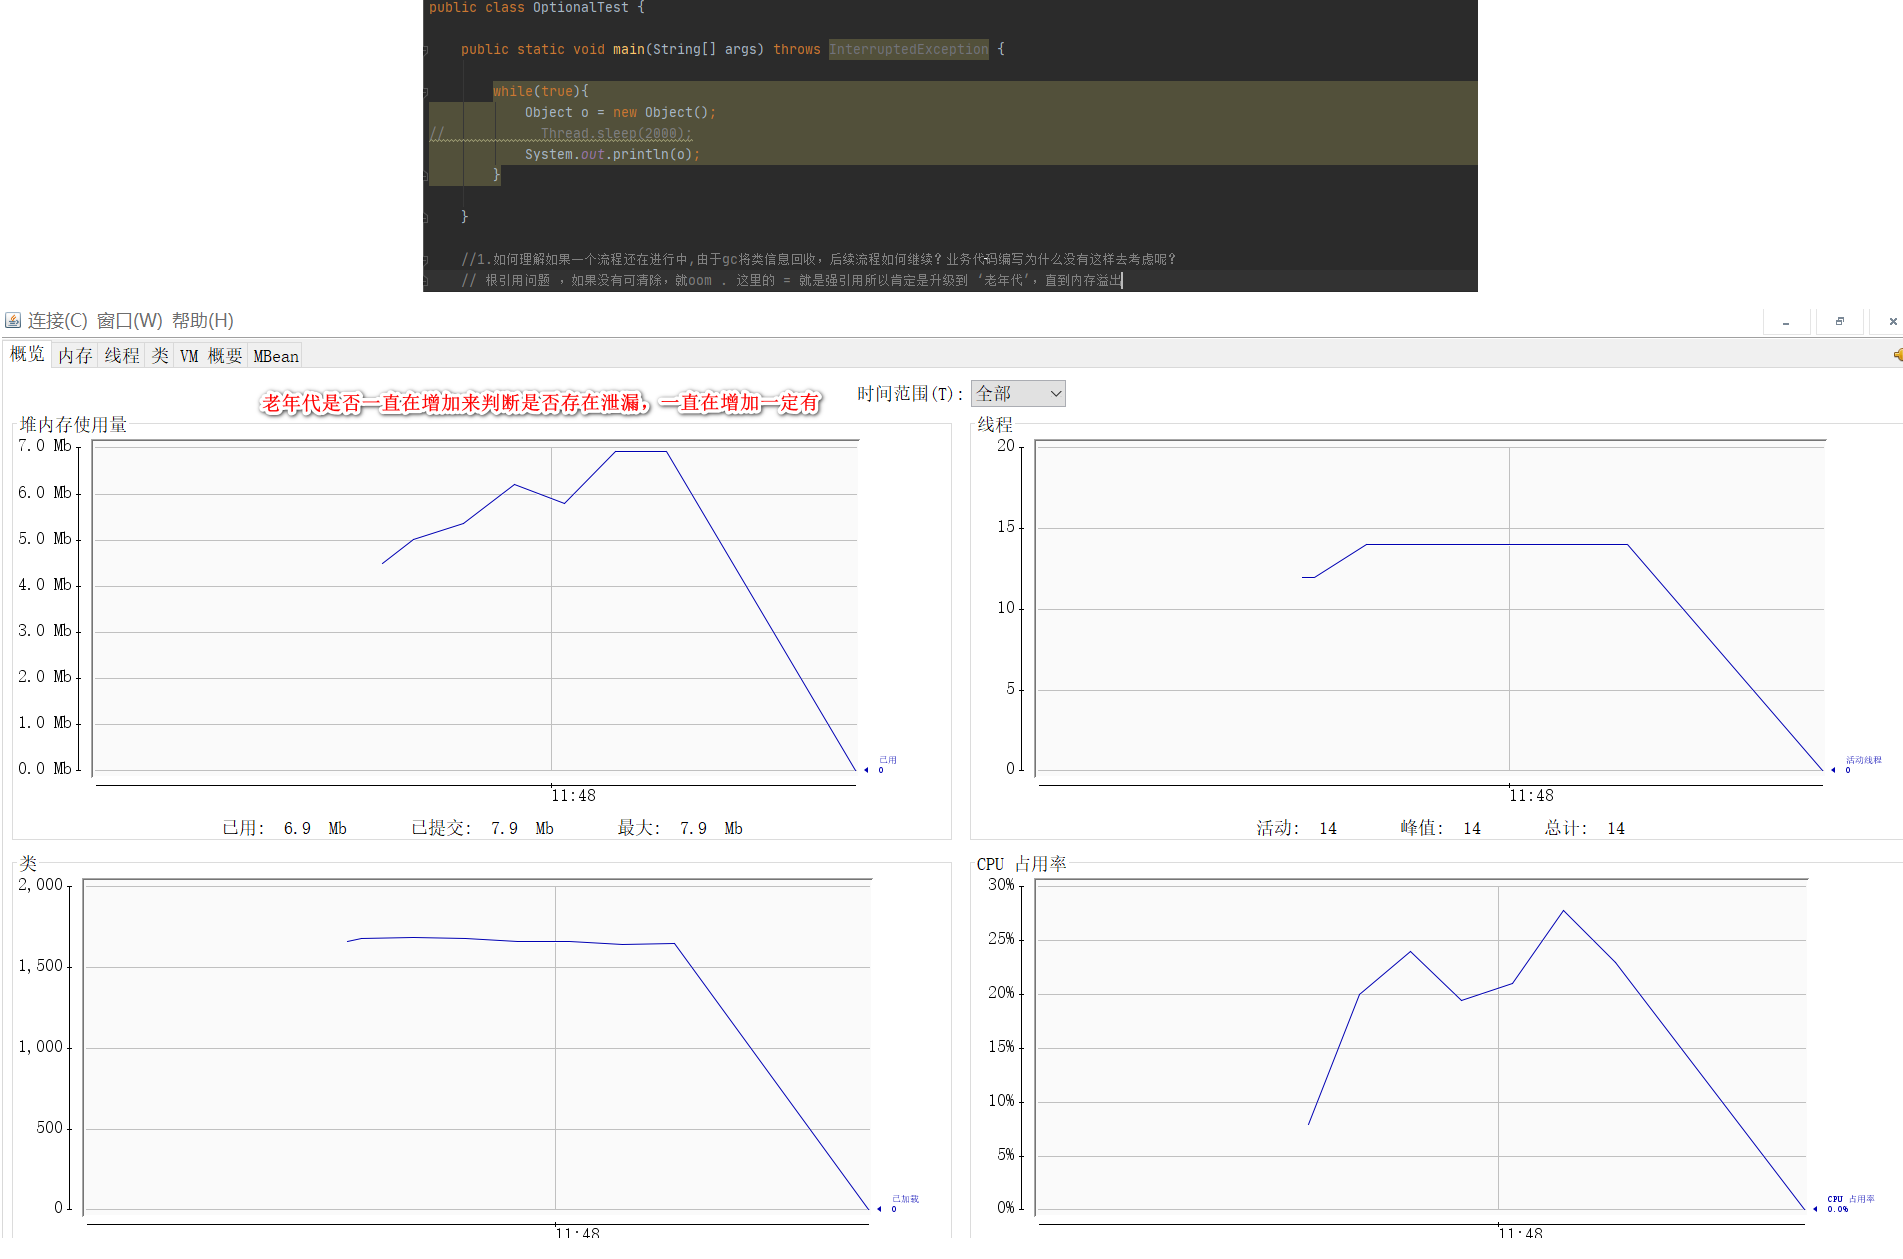 public class OptionalTest {
public static void main(String[] args) throws InterruptedException {
while(true){
Object o = new Object();
// Thread.sleep(2000);
System.out.println(o);
}
}
//1.如何理解如果一个流程还在进行中,由于gc将类信息回收，后续流程如何继续？业务代码编写为什么没有这样去考虑呢？
// 根引用问题 ，如果没有可清除，就oom . 这里的 = 就是强引用所以肯定是升级到 ‘老年代’，直到内存溢出
连接(C) 窗口(W) 帮助(H)
概览 内存 线程 类 VM 概要 MBean
老年代是否一直在增加来判断是否存在泄漏，一直在增加一定有
时间范围(T): 全部
堆内存使用量
7.0 Mb
6.0 Mb
5.0 Mb
4.0 Mb
3.0 Mb
2.0 Mb
1.0 Mb
0.0 Mb
已用
0
11:48
已用: 6.9 Mb 已提交: 7.9 Mb 最大: 7.9 Mb
线程
20
15
10
5
0
活动线程
0
11:48
活动: 14 峰值: 14 总计: 14
类
2,000
1,500
1,000
500
0
已加载
0
11:48
CPU 占用率
30%
25%
20%
15%
10%
5%
0%
CPU 占用率
0.0%
11:48